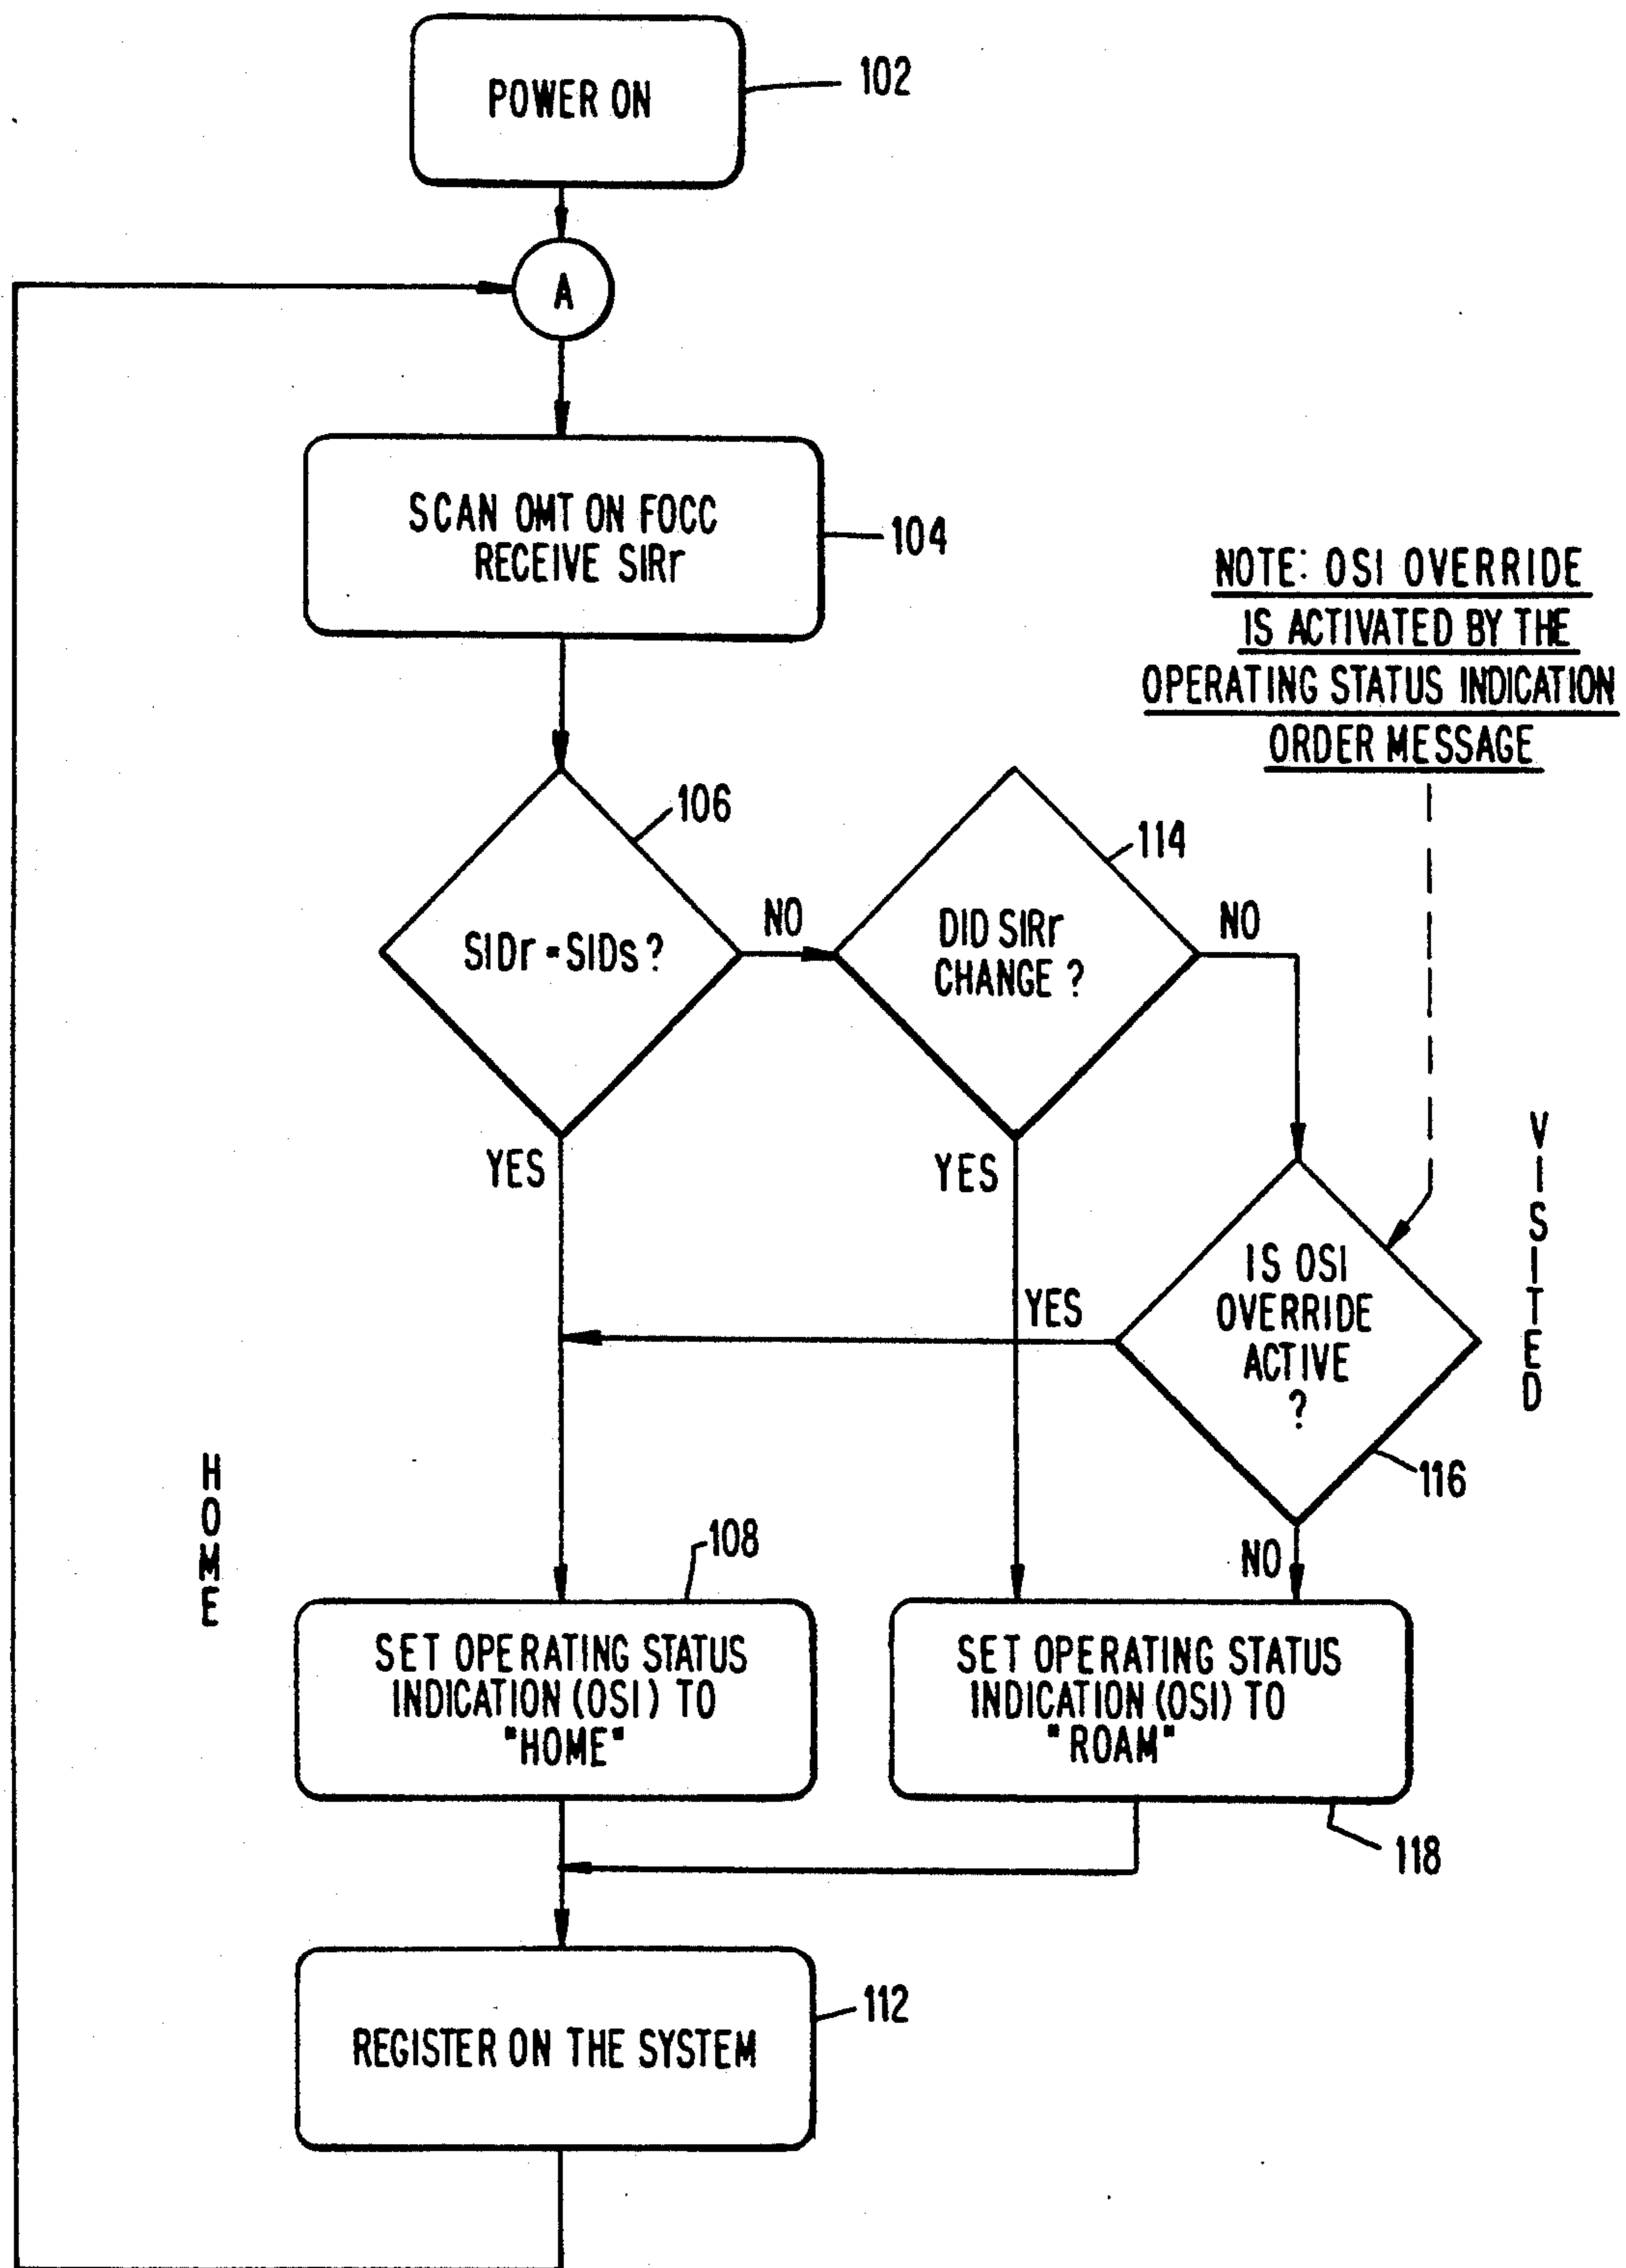 POWER ON
102
A
SCAN OMT ON FOCC
RECEIVE SIRr
104
NOTE: OSI OVERRIDE
IS ACTIVATED BY THE
OPERATING STATUS INDICATION
ORDER MESSAGE
106
114
SIDr = SIDs ?
NO
DID SIRr
CHANGE ?
NO
YES
YES
VISITED
IS OSI
OVERRIDE
ACTIVE
?
YES
116
HOME
NO
108
SET OPERATING STATUS
INDICATION (OSI) TO
"HOME"
SET OPERATING STATUS
INDICATION (OSI) TO
"ROAM"
118
REGISTER ON THE SYSTEM
112